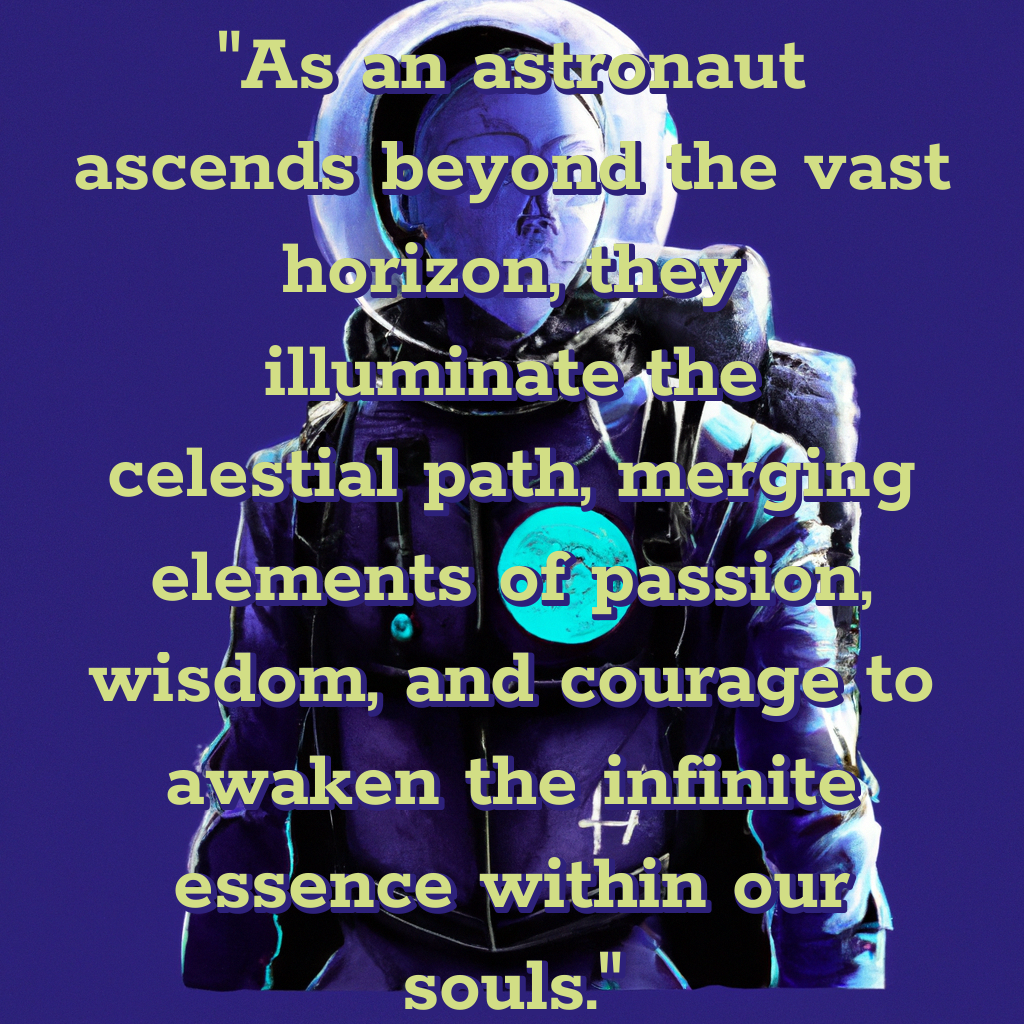 "As an astronaut
ascends beyond the vast
horizon, they
illuminate the
celestial path, merging
elements of passion,
wisdom, and courage to
awaken the infinite
essence within our
souls."